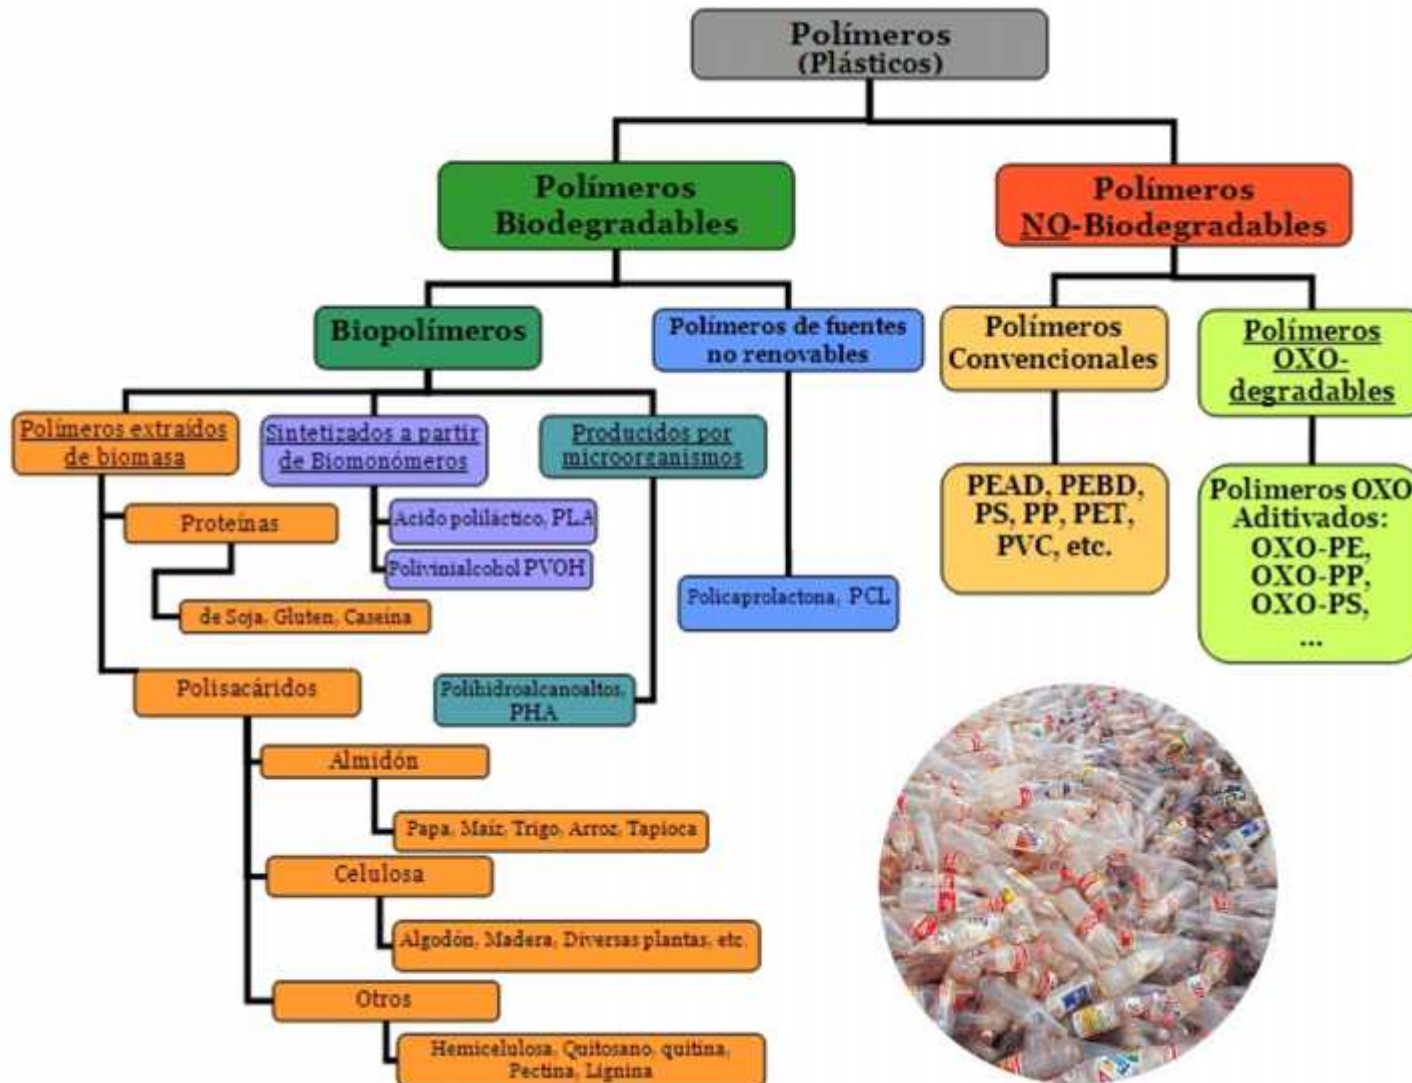 Polímeros
(Plásticos)
Polímeros
Biodegradables
Polímeros
NO-Biodegradables
Biopolímeros
Polímeros de fuentes
no renovables
Polímeros
Convencionales
Polímeros
OXO-
degradables
Polímeros extraídos
de biomasa
Sintetizados a partir
de Biomonómeros
Producidos por
microorganismos
Proteínas
de Soja, Gluten, Caseína
Acido poliláctico, PLA
Polivinialcohol PVOH
Policaprolactona, PCL
PEAD, PEBD,
PS, PP, PET,
PVC, etc.
Polimeros OXO
Aditivados:
OXO-PE,
OXO-PP,
OXO-PS,
...
Polisacáridos
Polihidroalcanoaltos,
PHA
Almidón
Papa, Maíz, Trigo, Arroz, Tapioca
Celulosa
Algodón, Madera, Diversas plantas, etc.
Otros
Hemicelulosa, Quitosano, quitina,
Pectina, Lignina